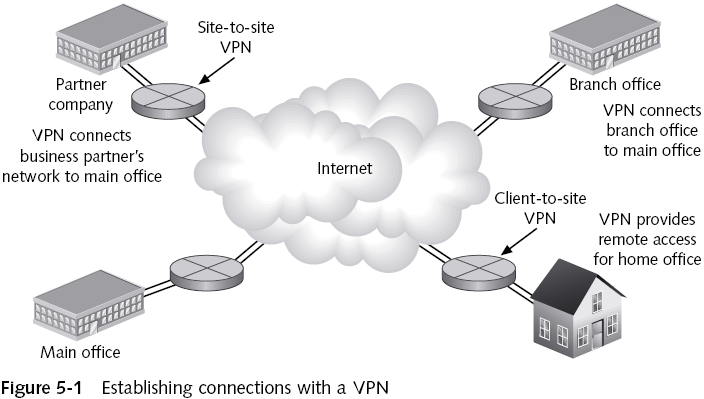 Site-to-site
VPN
Partner
company
VPN connects
business partner's
network to main office
Branch office
VPN connects
branch office
to main office
Internet
Client-to-site
VPN
VPN provides
remote access
for home office
Main office
Figure 5-1 Establishing connections with a VPN